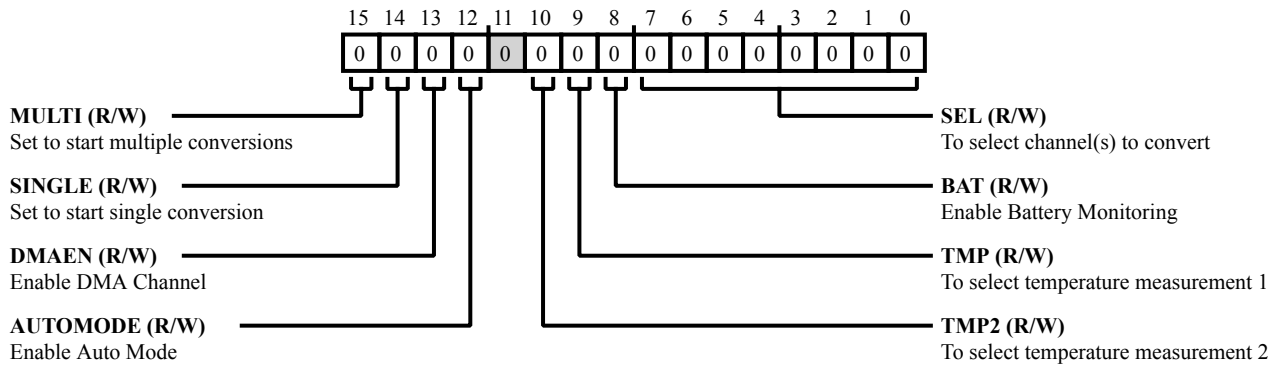 15 14 13 12 11 10 9 8 7 6 5 4 3 2 1 0
0 0 0 0 0 0 0 0 0 0 0 0 0 0 0 0
MULTI (R/W)
Set to start multiple conversions
SINGLE (R/W)
Set to start single conversion
DMAEN (R/W)
Enable DMA Channel
AUTOMODE (R/W)
Enable Auto Mode
SEL (R/W)
To select channel(s) to convert
BAT (R/W)
Enable Battery Monitoring
TMP (R/W)
To select temperature measurement 1
TMP2 (R/W)
To select temperature measurement 2